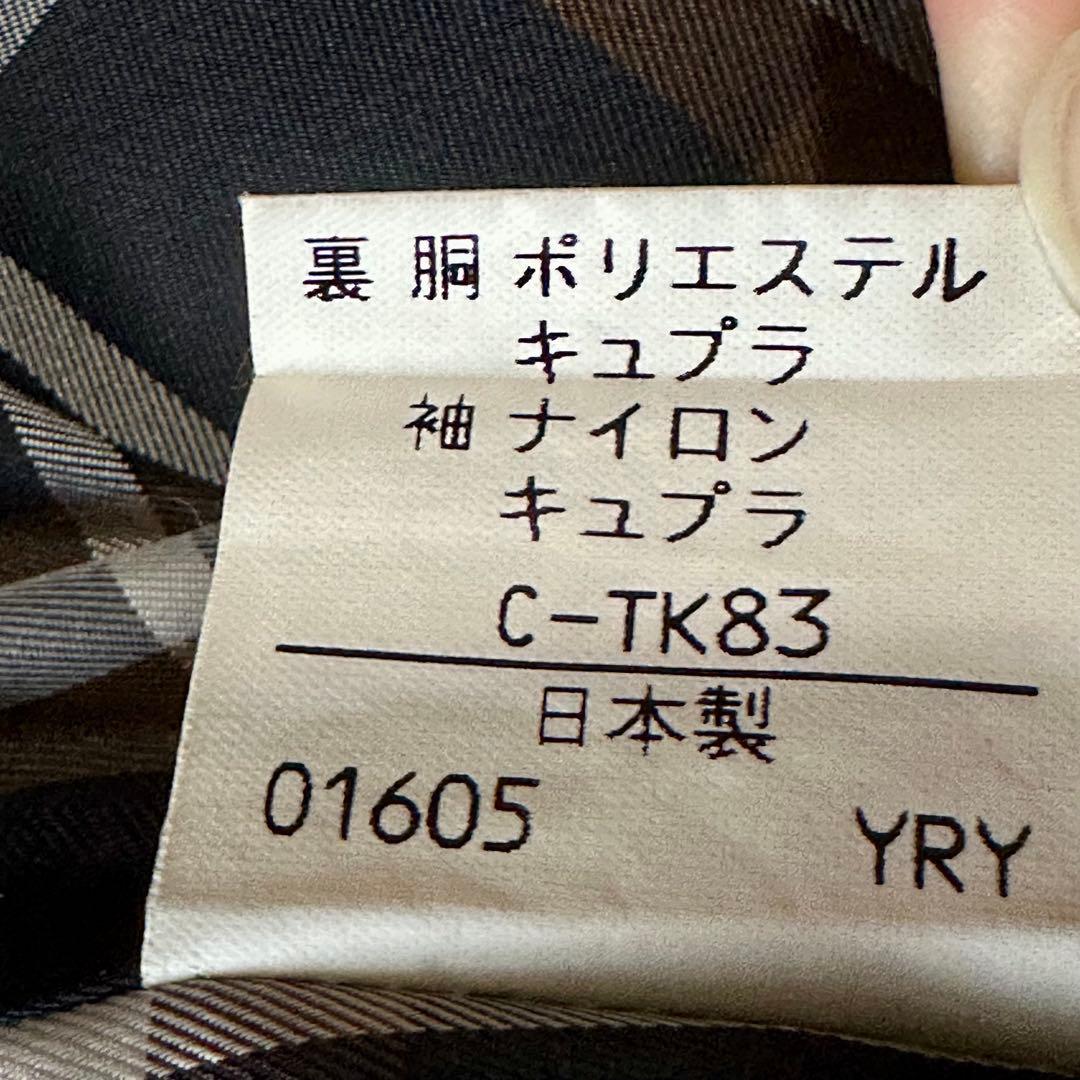 裏 胴 ポリエステル
キュプラ
袖 ナイロン
キュプラ
C-TK83
日本製
01605 YRY